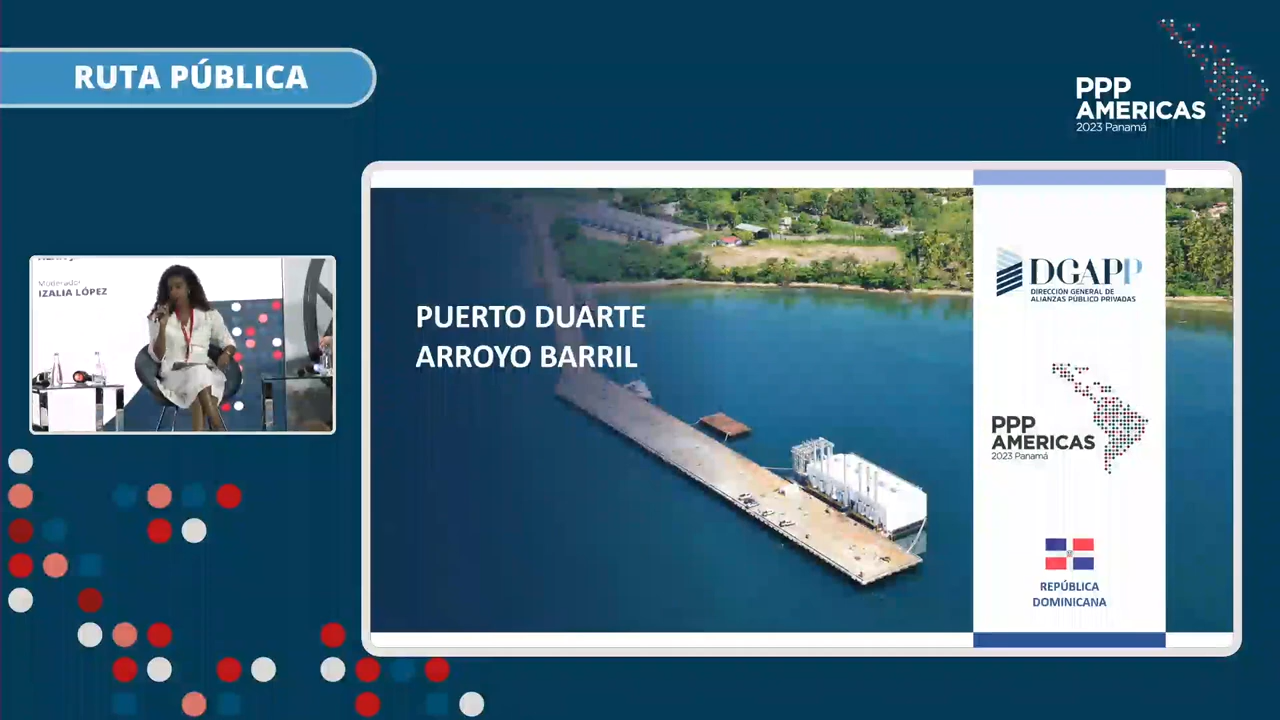 RUTA PÚBLICA
PPP
AMERICAS
2023 Panamá
Moderador
IZALIA LÓPEZ
PUERTO DUARTE
ARROYO BARRIL
DGAPP
DIRECCIÓN GENERAL DE
ALIANZAS PÚBLICO PRIVADAS
PPP
AMERICAS
2023 Panamá
REPÚBLICA
DOMINICANA